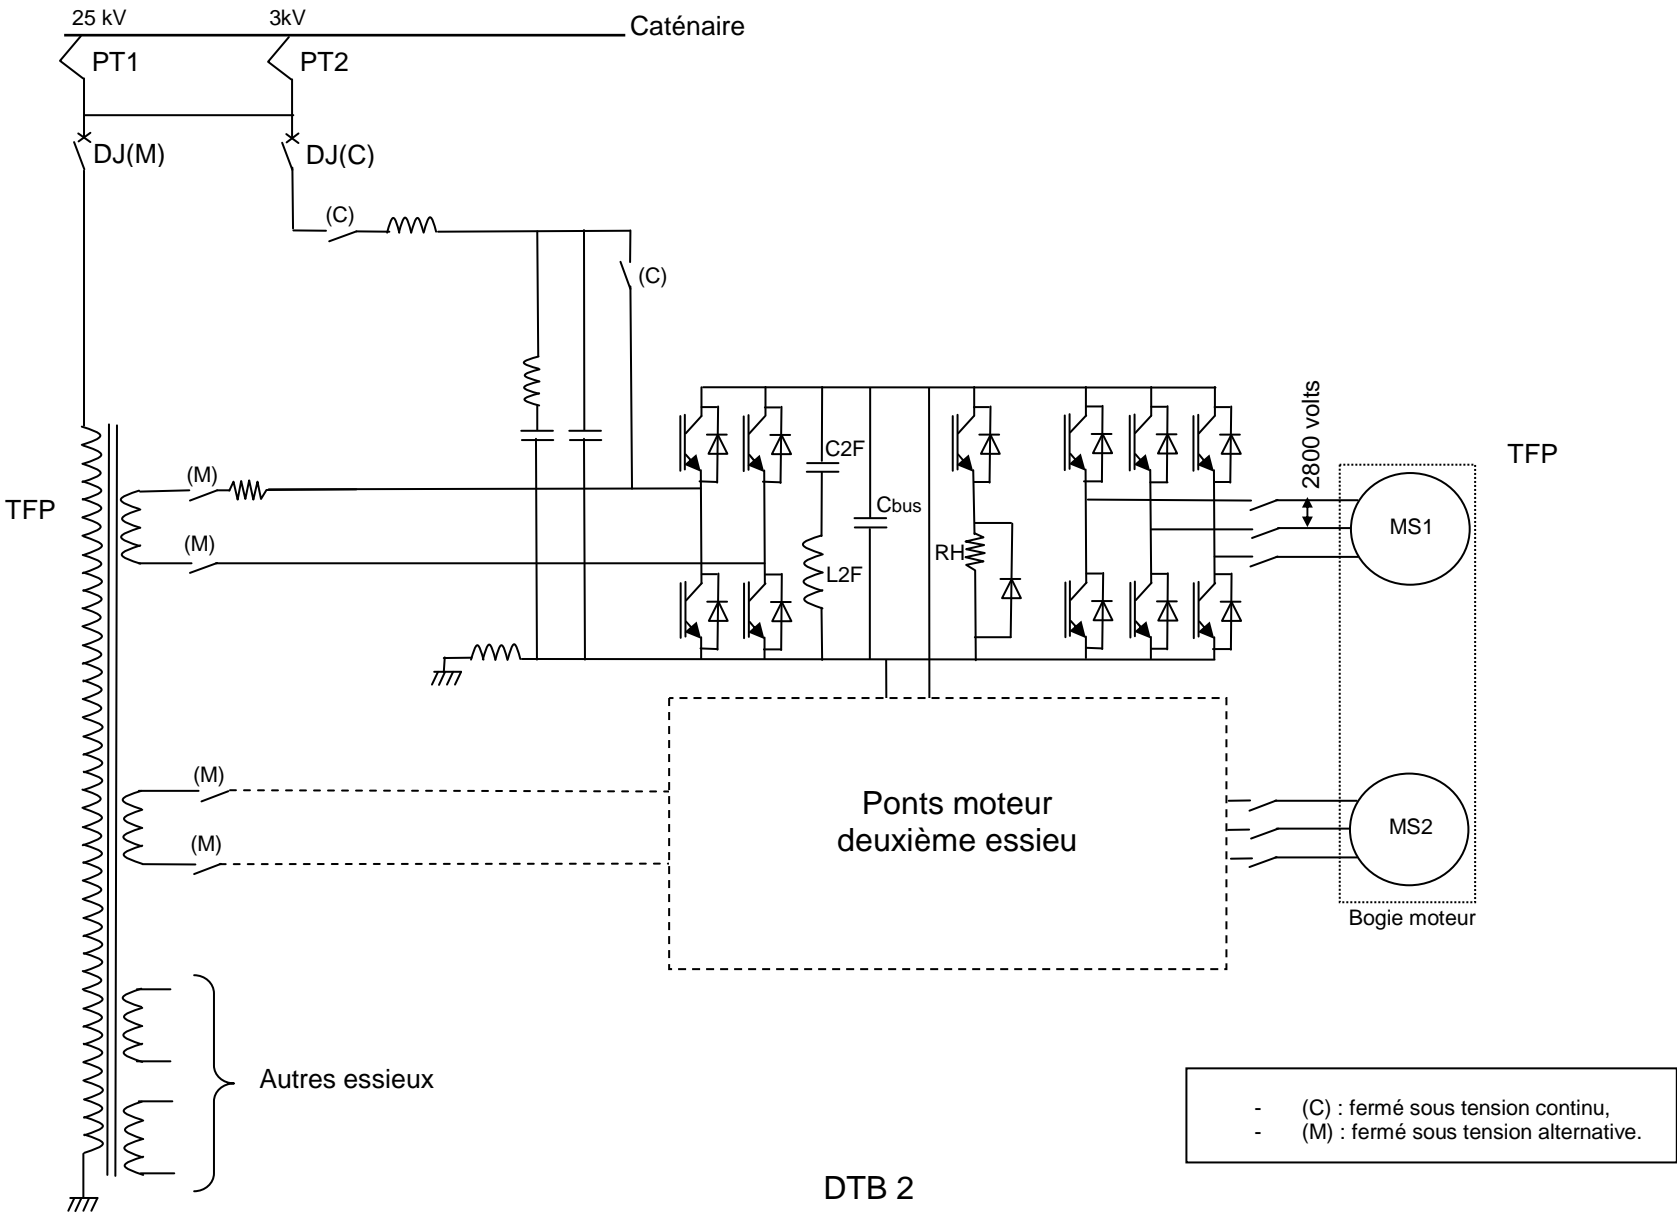 25 kV
3kV
Caténaire
PT1
PT2
DJ(M)
DJ(C)
(C)
(C)
2800 volts
C2F
TFP
(M)
TFP
Cbus
MS1
(M)
RH
L2F
(M)
Ponts moteur
deuxième essieu
MS2
(M)
Bogie moteur
Autres essieux
- (C) : fermé sous tension continu,
- (M) : fermé sous tension alternative.
DTB 2